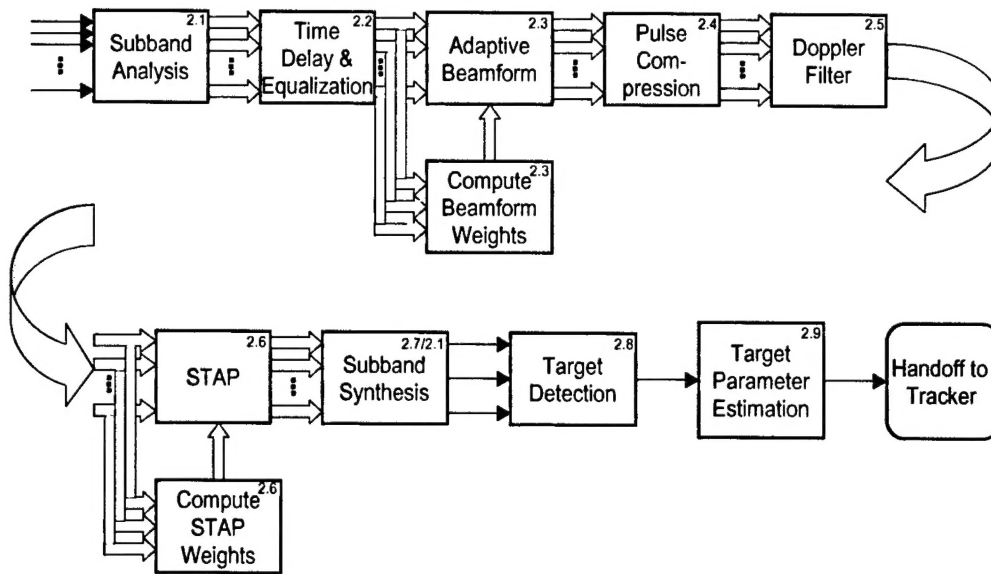 2.1
Subband
Analysis
2.2
Time
Delay &
Equalization
2.3
Adaptive
Beamform
2.4
Pulse
Com-
pression
2.5
Doppler
Filter
2.3
Compute
Beamform
Weights
2.6
STAP
2.7/2.1
Subband
Synthesis
2.8
Target
Detection
2.9
Target
Parameter
Estimation
Handoff to
Tracker
2.6
Compute
STAP
Weights